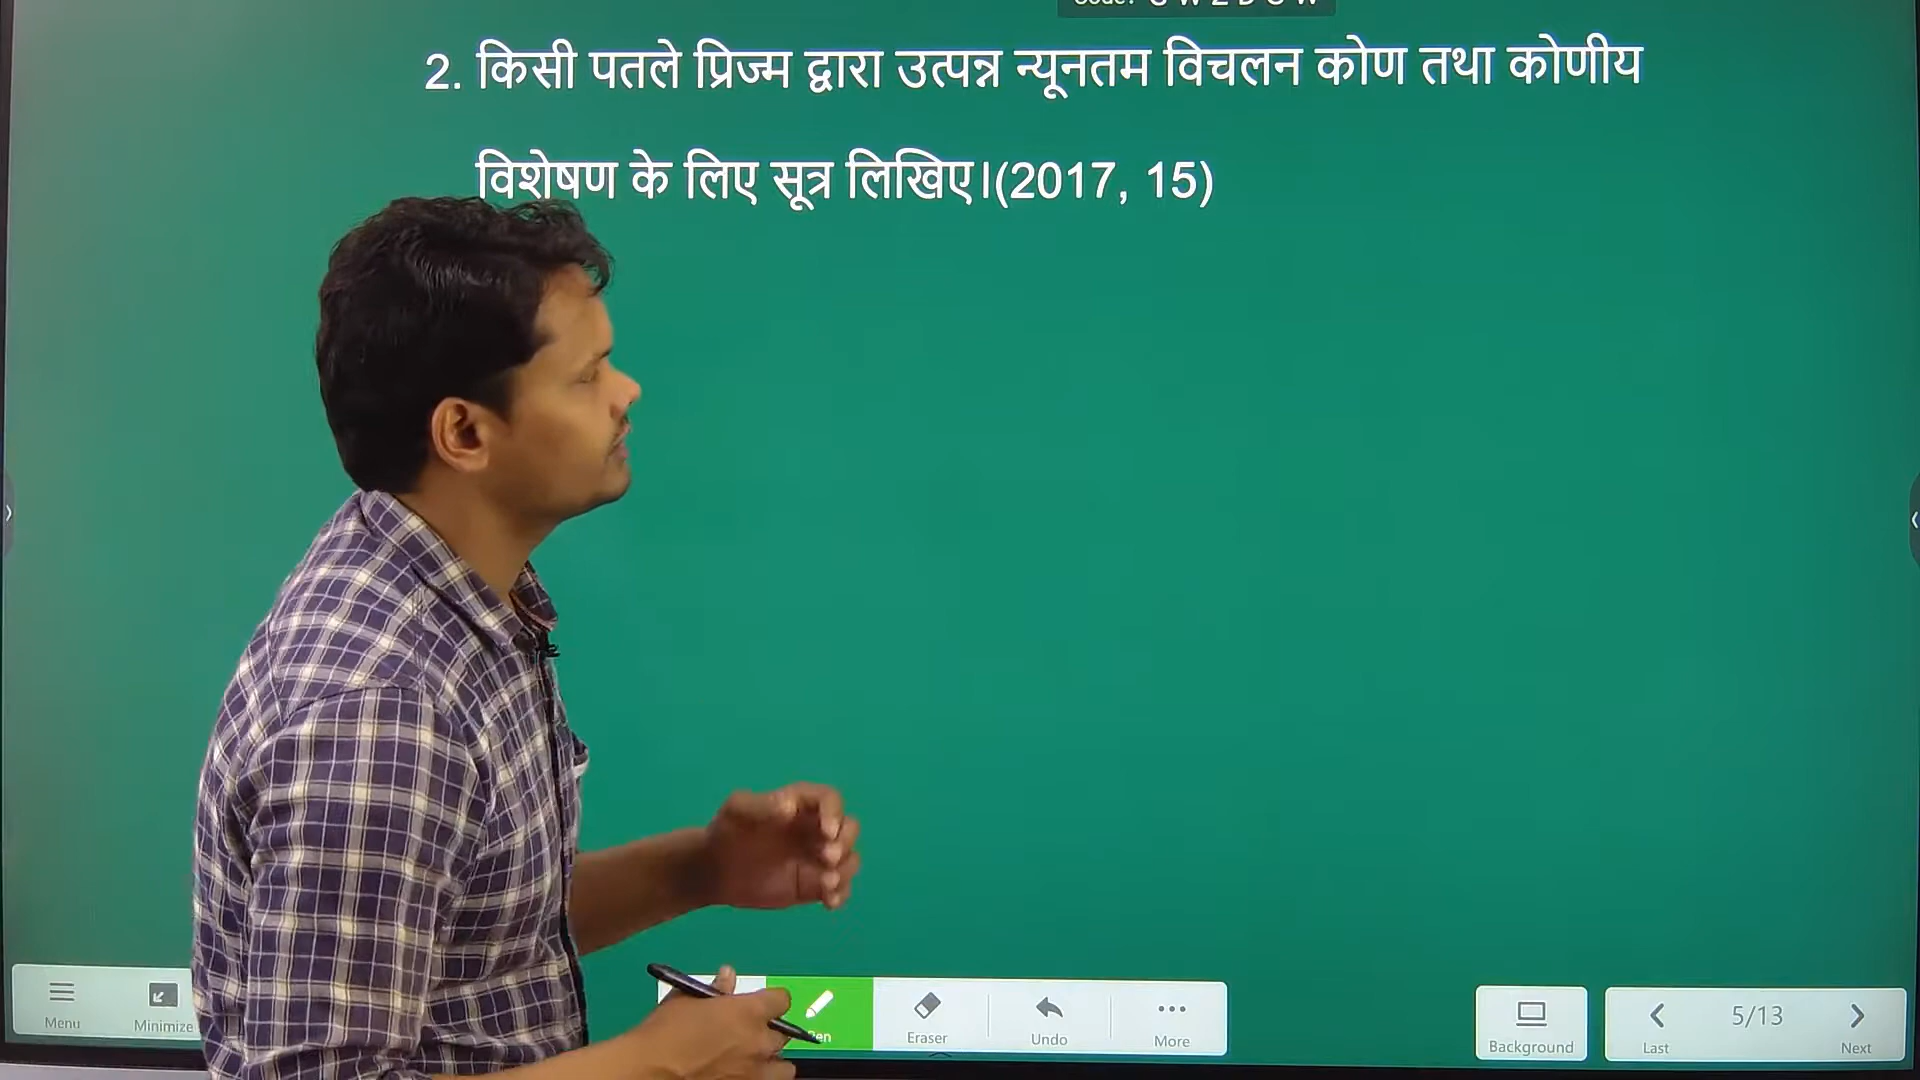 2. किसी पतले प्रिज्म द्वारा उत्पन्न न्यूनतम विचलन कोण तथा कोणीय
विशेषण के लिए सूत्र लिखिए।(2017, 15)
Menu
Minimize
Eraser
Undo
More
Background
Last
5/13
Next